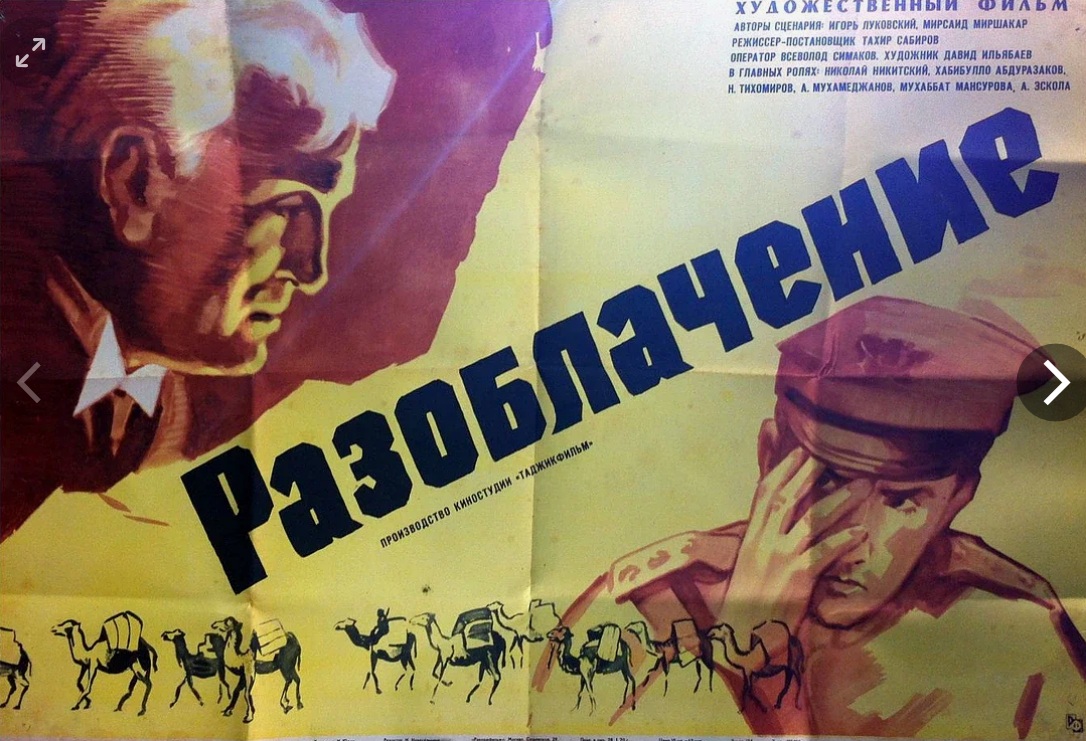 ХУДОЖЕСТВЕННЫЙ ФИЛЬМ
АВТОРЫ СЦЕНАРИЯ: ИГОРЬ ЛУКОВСКИЙ, МИРСАИД МИРШАКАР
РЕЖИССЕР-ПОСТАНОВЩИК ТАХИР САБИРОВ
ОПЕРАТОР ВСЕВОЛОД СИМАКОВ. ХУДОЖНИК ДАВИД ИЛЬЯБАЕВ
В ГЛАВНЫХ РОЛЯХ: НИКОЛАЙ НИКИТСКИЙ, ХАБИБУЛЛО АБДУРАЗАКОВ,
Н. ТИХОМИРОВ, А. МУХАМЕДЖАНОВ, МУХАББАТ МАНСУРОВА, А. ЭСКОЛА
Разоблачение
ПРОИЗВОДСТВО КИНОСТУДИИ «ТАДЖИКФИЛЬМ»